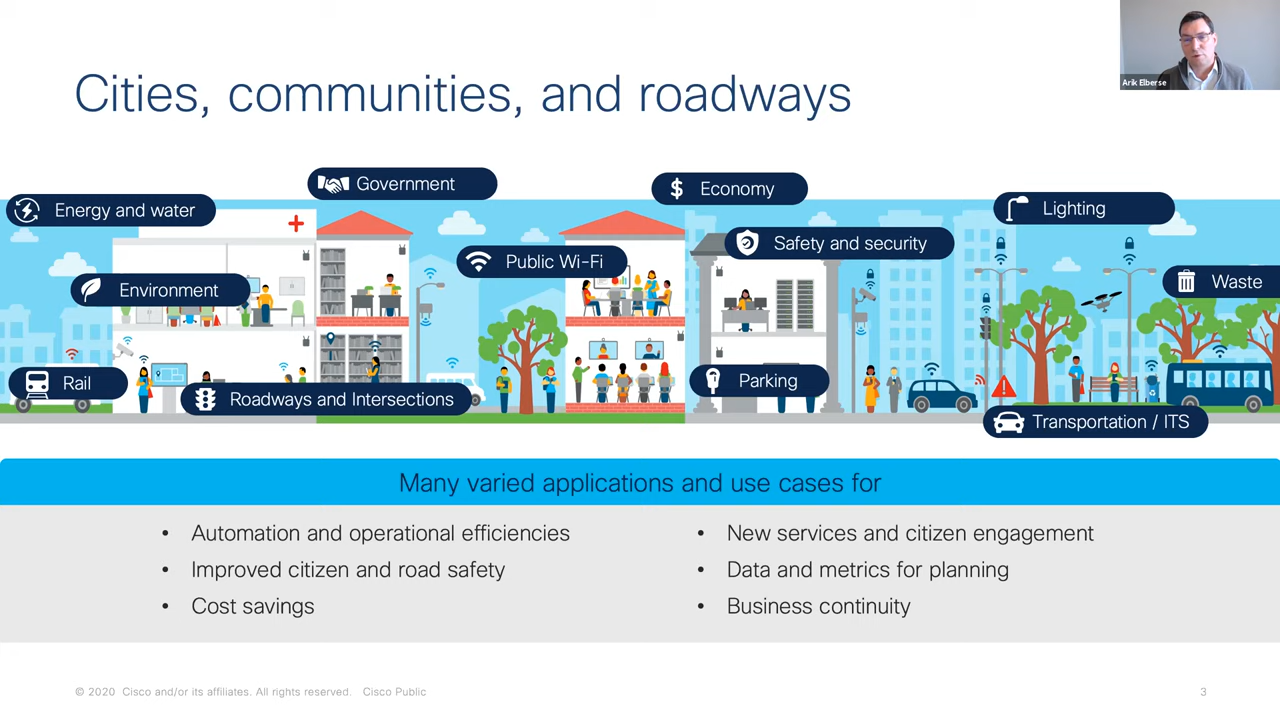 Arik Elberse
Cities, communities, and roadways
Government
Economy
Energy and water
Lighting
Safety and security
Public Wi-Fi
Environment
Waste
Rail
Parking
Roadways and Intersections
Transportation / ITS
Many varied applications and use cases for
• Automation and operational efficiencies
• Improved citizen and road safety
• Cost savings
• New services and citizen engagement
• Data and metrics for planning
• Business continuity
© 2020 Cisco and/or its affiliates. All rights reserved. Cisco Public
3